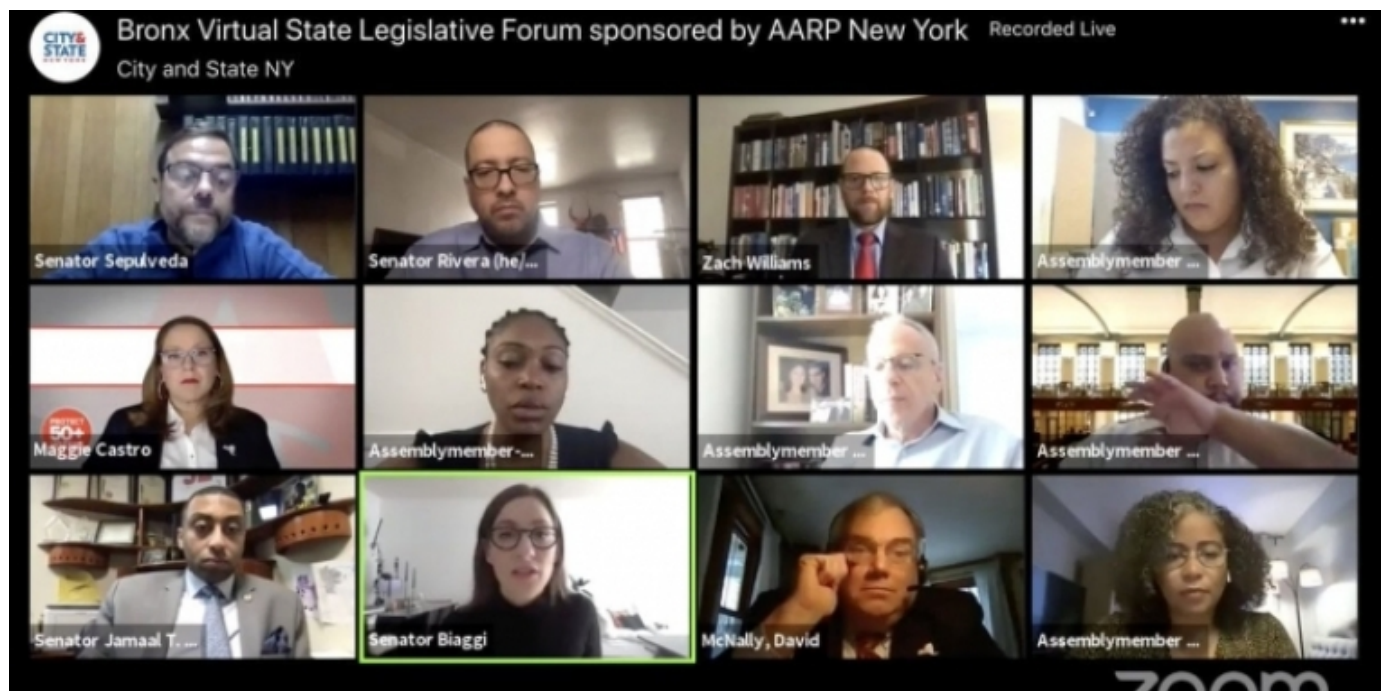 CITY&
STATE
NEW YORK
Bronx Virtual State Legislative Forum sponsored by AARP New York Recorded Live
City and State NY
Senator Sepulveda
Senator Rivera (he/...
Zach Williams
Assemblymember ...
PROTECT
50+
Maggie Castro
Assemblymember-...
Assemblymember ...
Assemblymember ...
Senator Jamaal T. ...
Senator Biaggi
McNally, David
Assemblymember ...
zoom